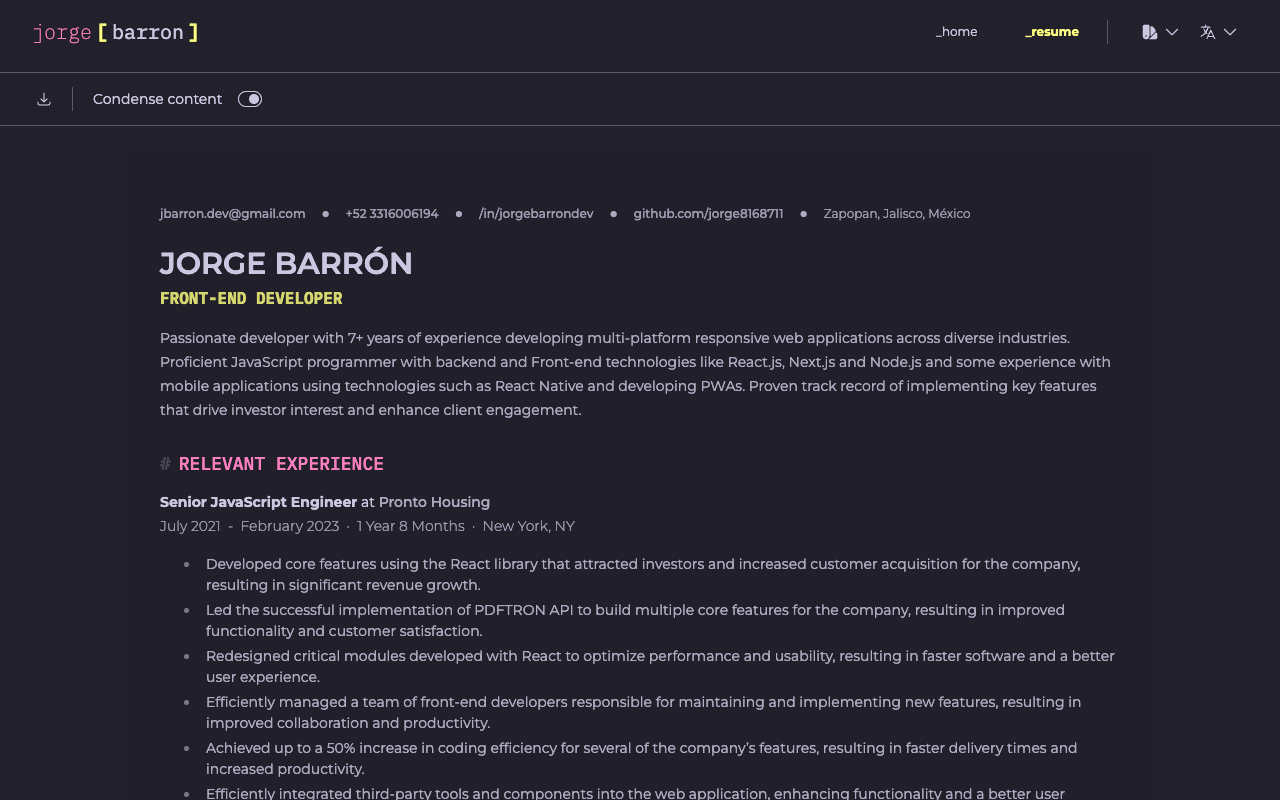 jorge [ barron ]
_home
_resume
Condense content
jbarron.dev@gmail.com ● +52 3316006194 ● /in/jorgebarrondev ● github.com/jorge8168711 ● Zapopan, Jalisco, México
JORGE BARRÓN
FRONT-END DEVELOPER
Passionate developer with 7+ years of experience developing multi-platform responsive web applications across diverse industries.
Proficient JavaScript programmer with backend and Front-end technologies like React.js, Next.js and Node.js and some experience with
mobile applications using technologies such as React Native and developing PWAs. Proven track record of implementing key features
that drive investor interest and enhance client engagement.
# RELEVANT EXPERIENCE
Senior JavaScript Engineer at Pronto Housing
July 2021 - February 2023 · 1 Year 8 Months · New York, NY
• Developed core features using the React library that attracted investors and increased customer acquisition for the company,
resulting in significant revenue growth.
• Led the successful implementation of PDFTRON API to build multiple core features for the company, resulting in improved
functionality and customer satisfaction.
• Redesigned critical modules developed with React to optimize performance and usability, resulting in faster software and a better
user experience.
• Efficiently managed a team of front-end developers responsible for maintaining and implementing new features, resulting in
improved collaboration and productivity.
• Achieved up to a 50% increase in coding efficiency for several of the company's features, resulting in faster delivery times and
increased productivity.
• Efficiently integrated third-party tools and components into the web application, enhancing functionality and a better user